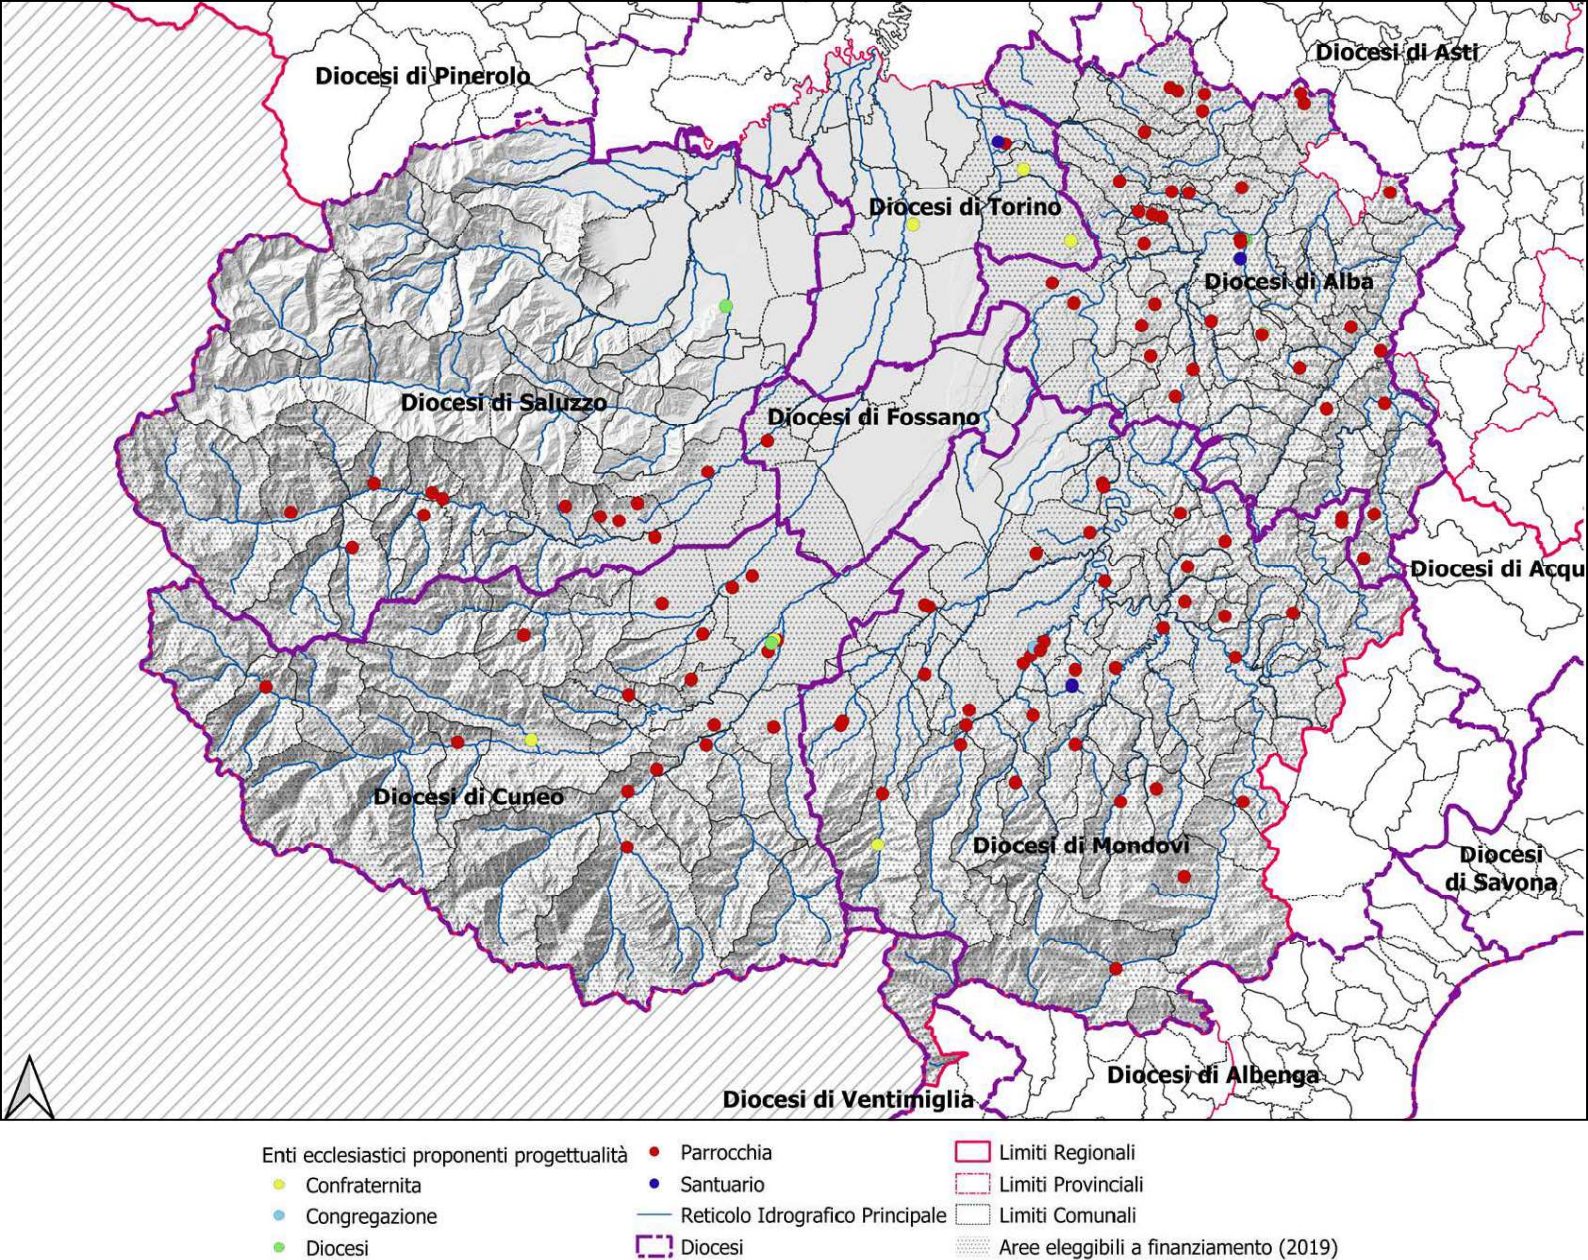 Diocesi di Asti
Diocesi di Pinerolo
Diocesi di Torino
Diocesi di Alba
Diocesi di Saluzzo
Diocesi di Fossano
Diocesi di Acqu
Diocesi di Cuneo
Diocesi di Mondovì
Diocesi
di Savona
Diocesi di Albenga
Diocesi di Ventimiglia
Enti ecclesiastici proponenti progettualità
Confraternita
Congregazione
Diocesi
Parrocchia
Santuario
Reticolo Idrografico Principale
Diocesi
Limiti Regionali
Limiti Provinciali
Limiti Comunali
Aree eleggibili a finanziamento (2019)